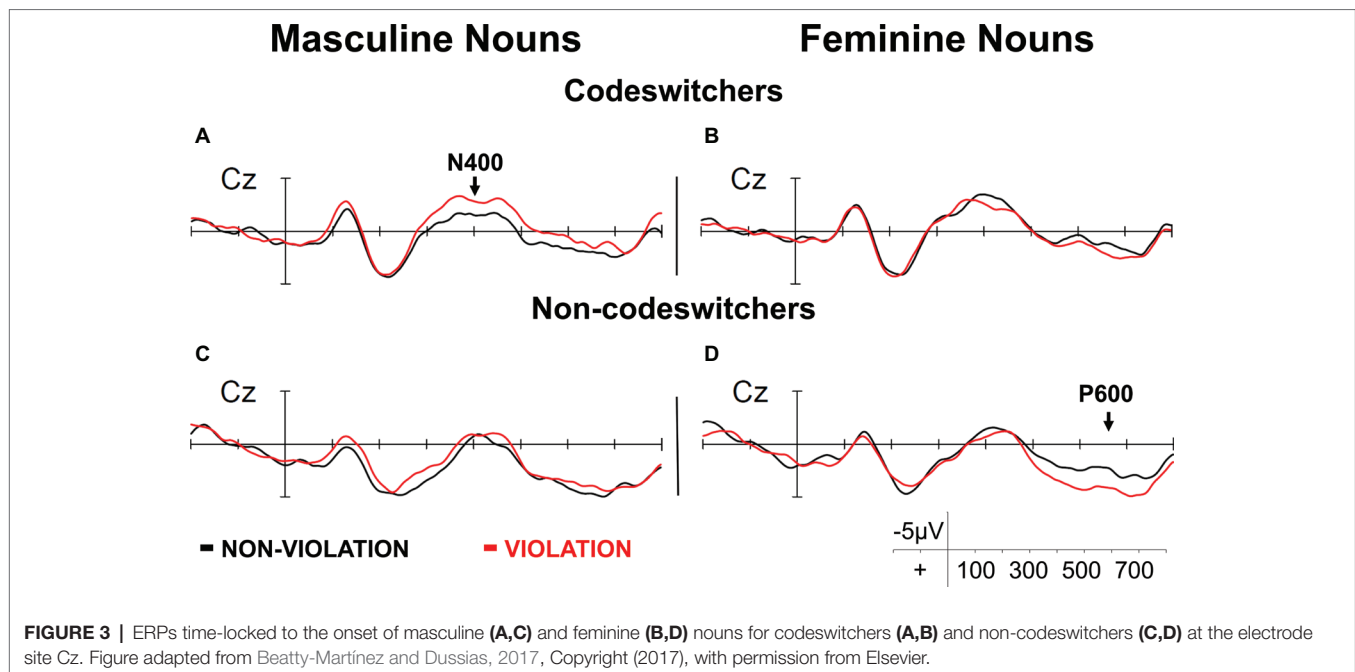 Masculine Nouns Feminine Nouns
Codeswitchers
A B
N400
Cz Cz
Non-codeswitchers
C D
Cz Cz P600
NON-VIOLATION VIOLATION
-5µV
+ 100 300 500 700
FIGURE 3 | ERPs time-locked to the onset of masculine (A,C) and feminine (B,D) nouns for codeswitchers (A,B) and non-codeswitchers (C,D) at the electrode
site Cz. Figure adapted from Beatty-Martínez and Dussias, 2017, Copyright (2017), with permission from Elsevier.